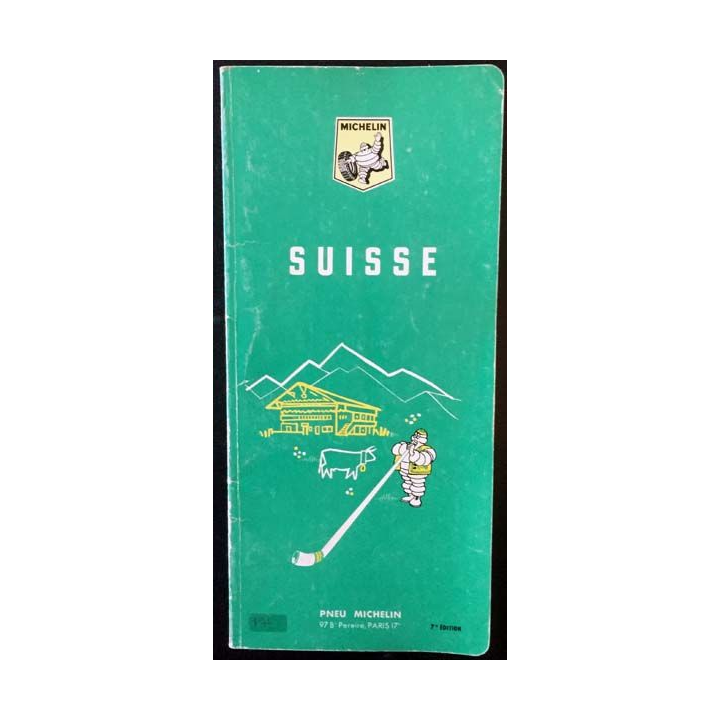 MICHELIN
SUISSE
PNEU MICHELIN
97 Bᵈ Pereire, PARIS 17ᵉ
7ᵉ ÉDITION